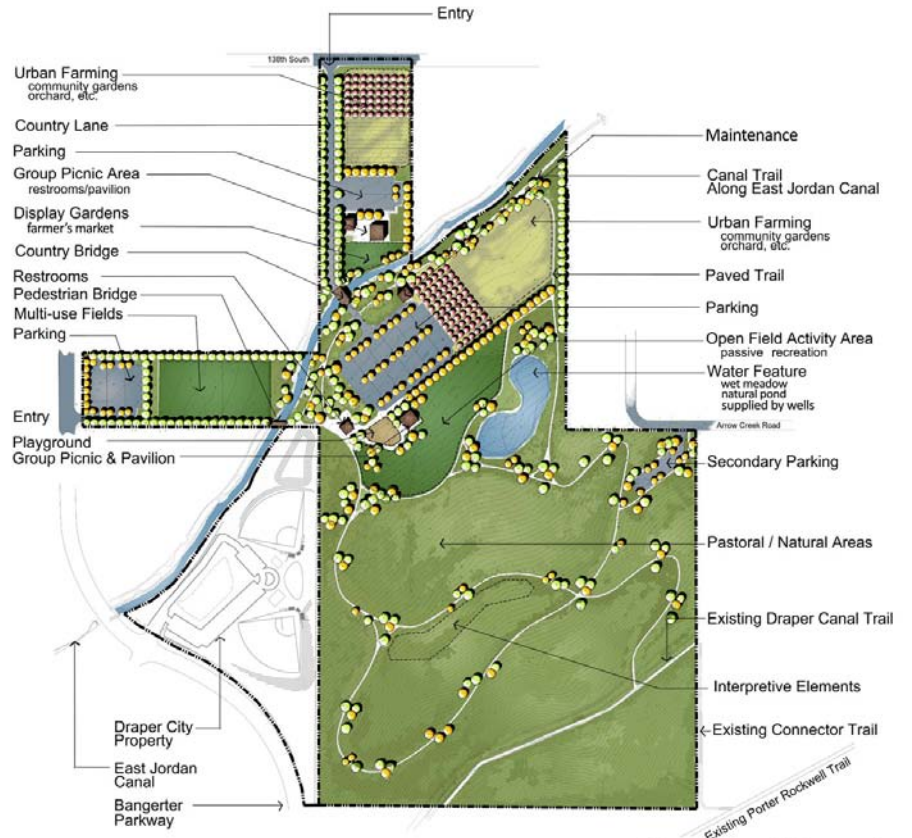 Entry
130th South
Urban Farming
community gardens
orchard, etc.
Country Lane
Parking
Group Picnic Area
restrooms/pavilion
Display Gardens
farmer's market
Country Bridge
Restrooms
Pedestrian Bridge
Multi-use Fields
Parking
Entry
Playground
Group Picnic & Pavilion
Draper City
Property
East Jordan
Canal
Bangerter
Parkway
Maintenance
Canal Trail
Along East Jordan Canal
Urban Farming
community gardens
orchard, etc.
Paved Trail
Parking
Open Field Activity Area
passive recreation
Water Feature
wet meadow
natural pond
supplied by wells
Arrow Creek Road
Secondary Parking
Pastoral / Natural Areas
Existing Draper Canal Trail
Interpretive Elements
Existing Connector Trail
Existing Porter Rockwell Trail